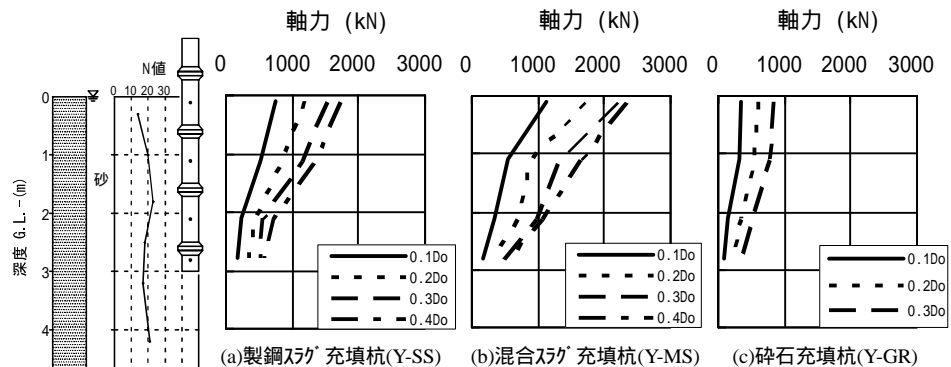 軸力 (kN)
軸力 (kN)
軸力 (kN)
N値
0 10 20 30
0 1000 2000 3000
0 1000 2000 3000
0 1000 2000 3000
深度 G.L.-(m)
0
1
2
3
4
砂
0.1Do
0.2Do
0.3Do
0.4Do
0.1Do
0.2Do
0.3Do
0.4Do
0.1Do
0.2Do
0.3Do
(a)製鋼ｽﾗｸﾞ充填杭(Y-SS)
(b)混合ｽﾗｸﾞ充填杭(Y-MS)
(c)砕石充填杭(Y-GR)